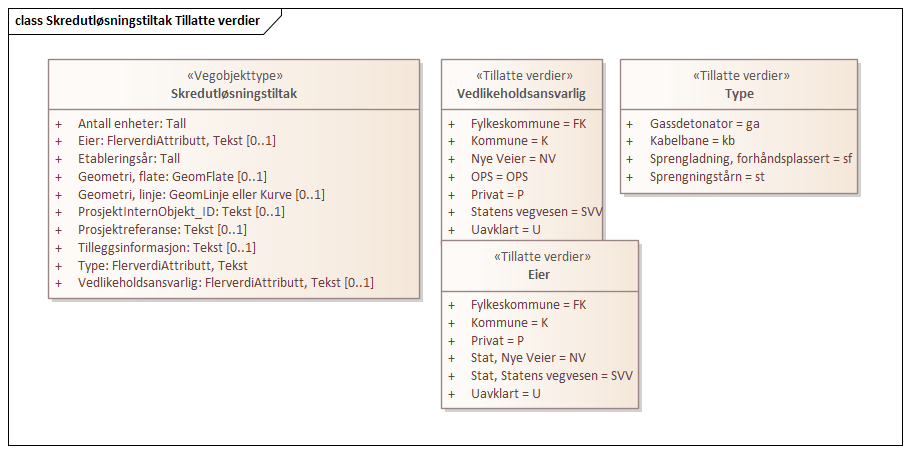 class Skredutløsningstiltak Tillatte verdier
«Vegobjekttype»
Skredutløsningstiltak
+ Antall enheter: Tall
+ Eier: FlerverdiAttributt, Tekst [0..1]
+ Etableringsår: Tall
+ Geometri, flate: GeomFlate [0..1]
+ Geometri, linje: GeomLinje eller Kurve [0..1]
+ ProsjektInternObjekt_ID: Tekst [0..1]
+ Prosjektreferanse: Tekst [0..1]
+ Tilleggsinformasjon: Tekst [0..1]
+ Type: FlerverdiAttributt, Tekst
+ Vedlikeholdsansvarlig: FlerverdiAttributt, Tekst [0..1]
«Tillatte verdier»
Vedlikeholdsansvarlig
+ Fylkeskommune = FK
+ Kommune = K
+ Nye Veier = NV
+ OPS = OPS
+ Privat = P
+ Statens vegvesen = SVV
+ Uavklart = U
«Tillatte verdier»
Type
+ Gassdetonator = ga
+ Kabelbane = kb
+ Sprengladning, forhåndsplassert = sf
+ Sprengningstårn = st
«Tillatte verdier»
Eier
+ Fylkeskommune = FK
+ Kommune = K
+ Privat = P
+ Stat, Nye Veier = NV
+ Stat, Statens vegvesen = SVV
+ Uavklart = U